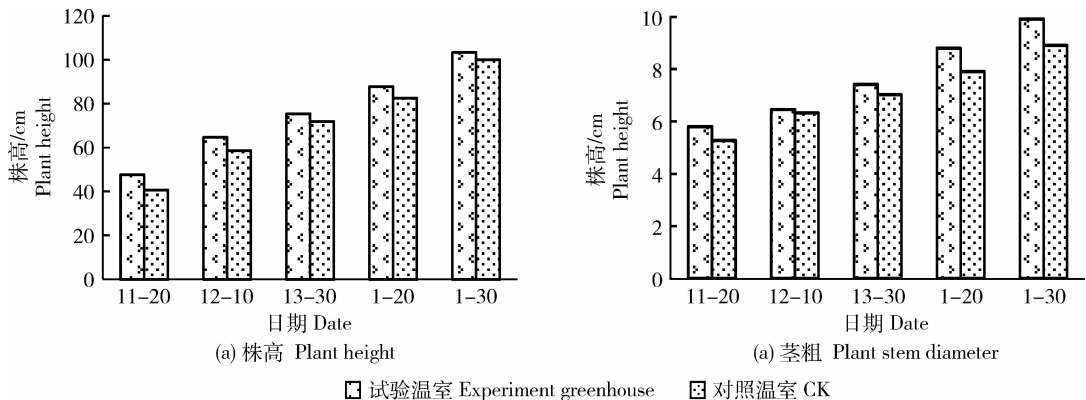 120
100
80
60
40
20
0
株高/cm
Plant height
11-20 12-10 13-30 1-20 1-30
日期 Date
(a) 株高 Plant height
10
8
6
4
2
0
株高/cm
Plant height
11-20 12-10 13-30 1-20 1-30
日期 Date
(a) 茎粗 Plant stem diameter
试验温室 Experiment greenhouse 对照温室 CK